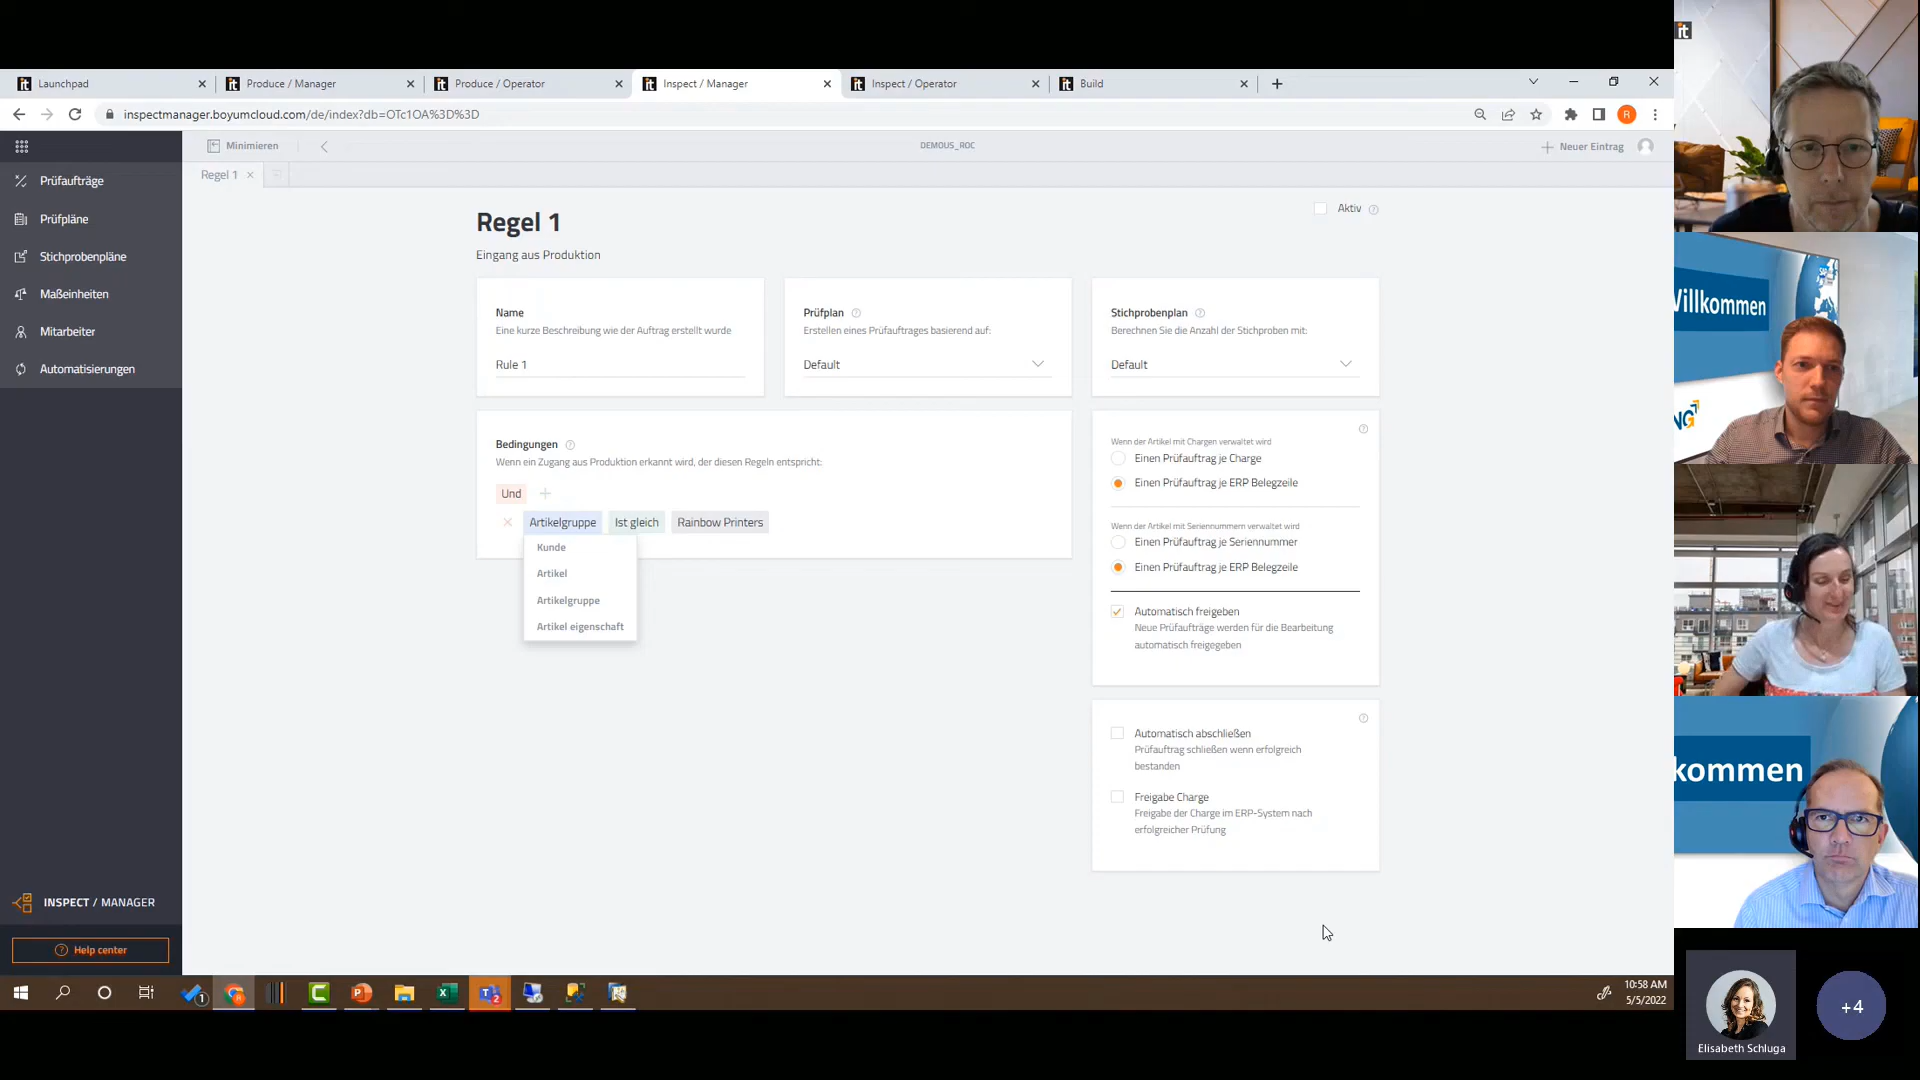 Launchpad
Produce / Manager
Produce / Operator
Inspect / Manager
Inspect / Operator
Build
inspectmanager.boyumcloud.com/de/index?db=OTc1OA%3D%3D
R
Minimieren
DEMOUS_ROC
Neuer Eintrag
Regel 1
Prüfaufträge
Prüfpläne
Stichprobenpläne
Maßeinheiten
Mitarbeiter
Automatisierungen
Regel 1
Aktiv
Eingang aus Produktion
Name
Eine kurze Beschreibung wie der Auftrag erstellt wurde
Rule 1
Prüfplan
Erstellen eines Prüfauftrages basierend auf:
Default
Stichprobenplan
Berechnen Sie die Anzahl der Stichproben mit:
Default
Bedingungen
Wenn ein Zugang aus Produktion erkannt wird, der diesen Regeln entspricht:
Und
Artikelgruppe Ist gleich Rainbow Printers
Kunde
Artikel
Artikelgruppe
Artikel eigenschaft
Wenn der Artikel mit Chargen verwaltet wird
Einen Prüfauftrag je Charge
Einen Prüfauftrag je ERP Belegzeile
Wenn der Artikel mit Seriennummern verwaltet wird
Einen Prüfauftrag je Seriennummer
Einen Prüfauftrag je ERP Belegzeile
Automatisch freigeben
Neue Prüfaufträge werden für die Bearbeitung
automatisch freigegeben
Automatisch abschließen
Prüfauftrag schließen wenn erfolgreich
bestanden
Freigabe Charge
Freigabe der Charge im ERP-System nach
erfolgreicher Prüfung
INSPECT / MANAGER
Help center
1
2
10:58 AM
5/5/2022
it
Willkommen
NG
kommen
Elisabeth Schluga
+4